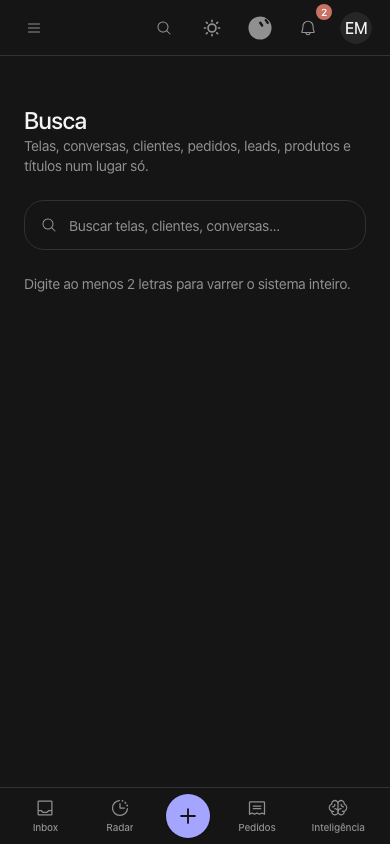 2
EM
Busca
Telas, conversas, clientes, pedidos, leads, produtos e
títulos num lugar só.
Buscar telas, clientes, conversas...
Digite ao menos 2 letras para varrer o sistema inteiro.
Inbox
Radar
Pedidos
Inteligência